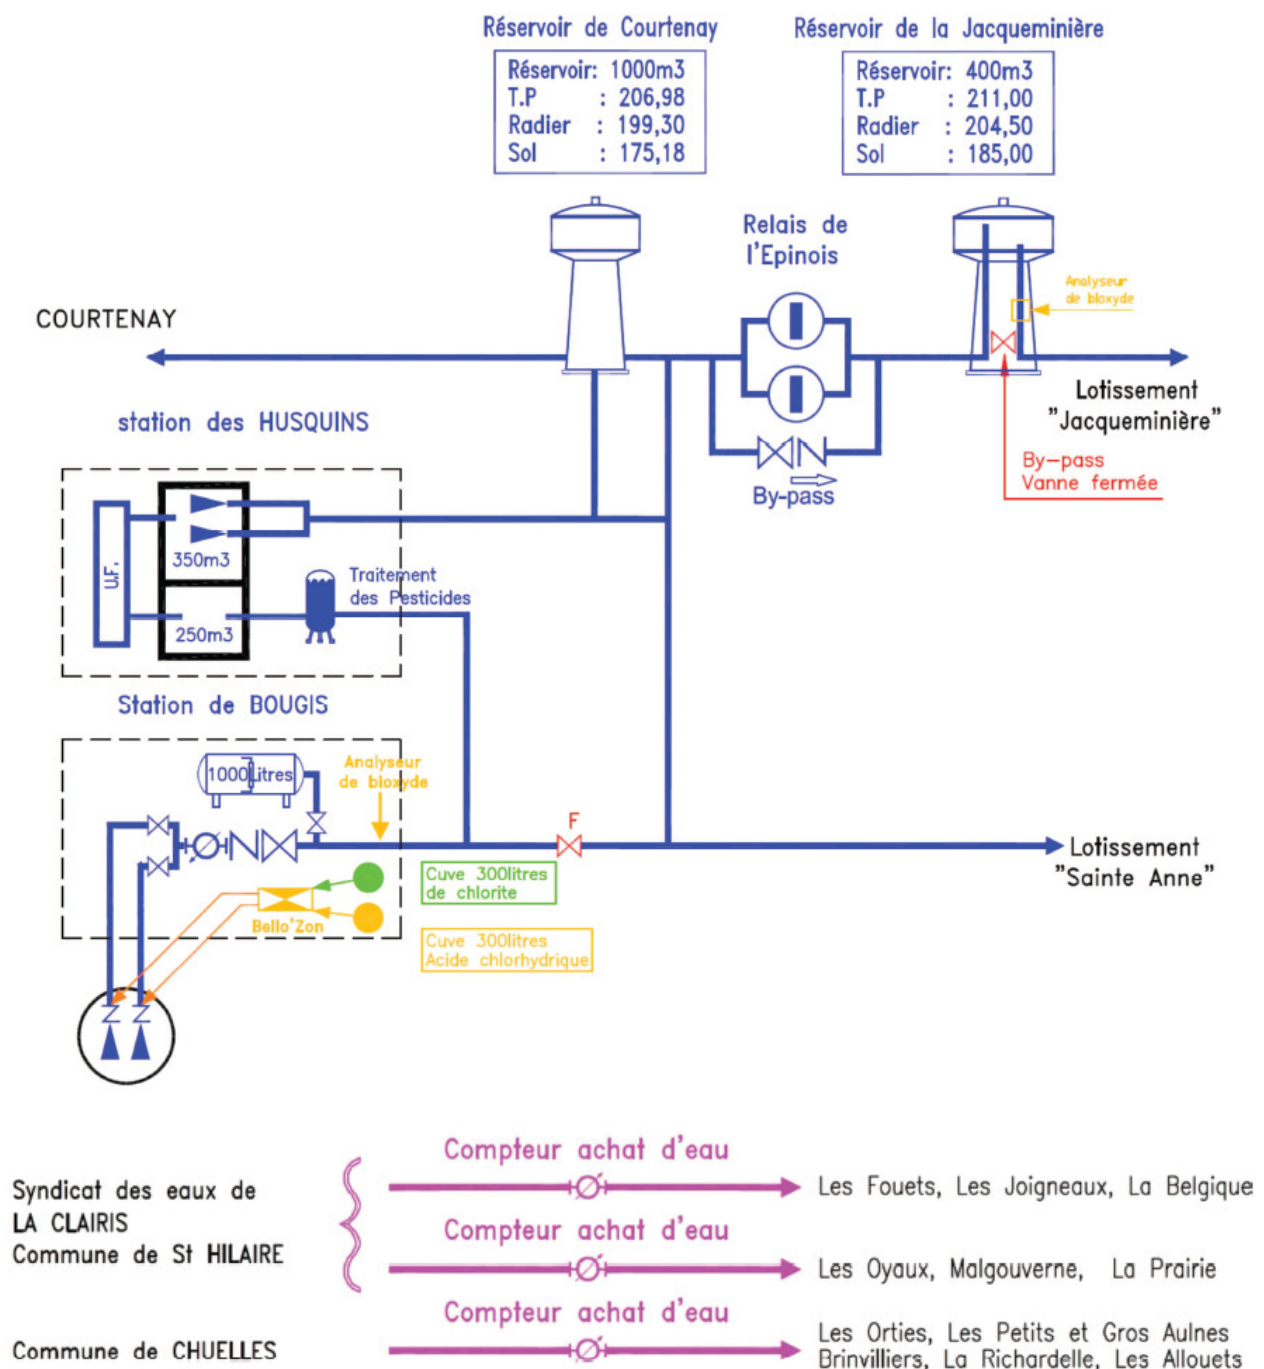 Réservoir de Courtenay
Réservoir: 1000m3
T.P : 206,98
Radier : 199,30
Sol : 175,18
Réservoir de la Jacqueminière
Réservoir: 400m3
T.P : 211,00
Radier : 204,50
Sol : 185,00
Relais de
l'Epinois
Analyseur
de bloxyde
COURTENAY
Lotissement
"Jacqueminière"
By-pass
Vanne fermée
By-pass
station des HUSQUINS
U.F.
350m3
250m3
Traitement
des Pesticides
Station de BOUGIS
1000Litres
Analyseur
de bloxyde
F
Lotissement
"Sainte Anne"
Cuve 300litres
de chlorite
Bello'Zon
Cuve 300litres
Acide chlorhydrique
Syndicat des eaux de
LA CLAIRIS
Commune de St HILAIRE
Compteur achat d'eau
Les Fouets, Les Joigneaux, La Belgique
Compteur achat d'eau
Les Oyaux, Malgouverne, La Prairie
Commune de CHUELLES
Compteur achat d'eau
Les Orties, Les Petits et Gros Aulnes
Brinvilliers, La Richardelle, Les Allouets